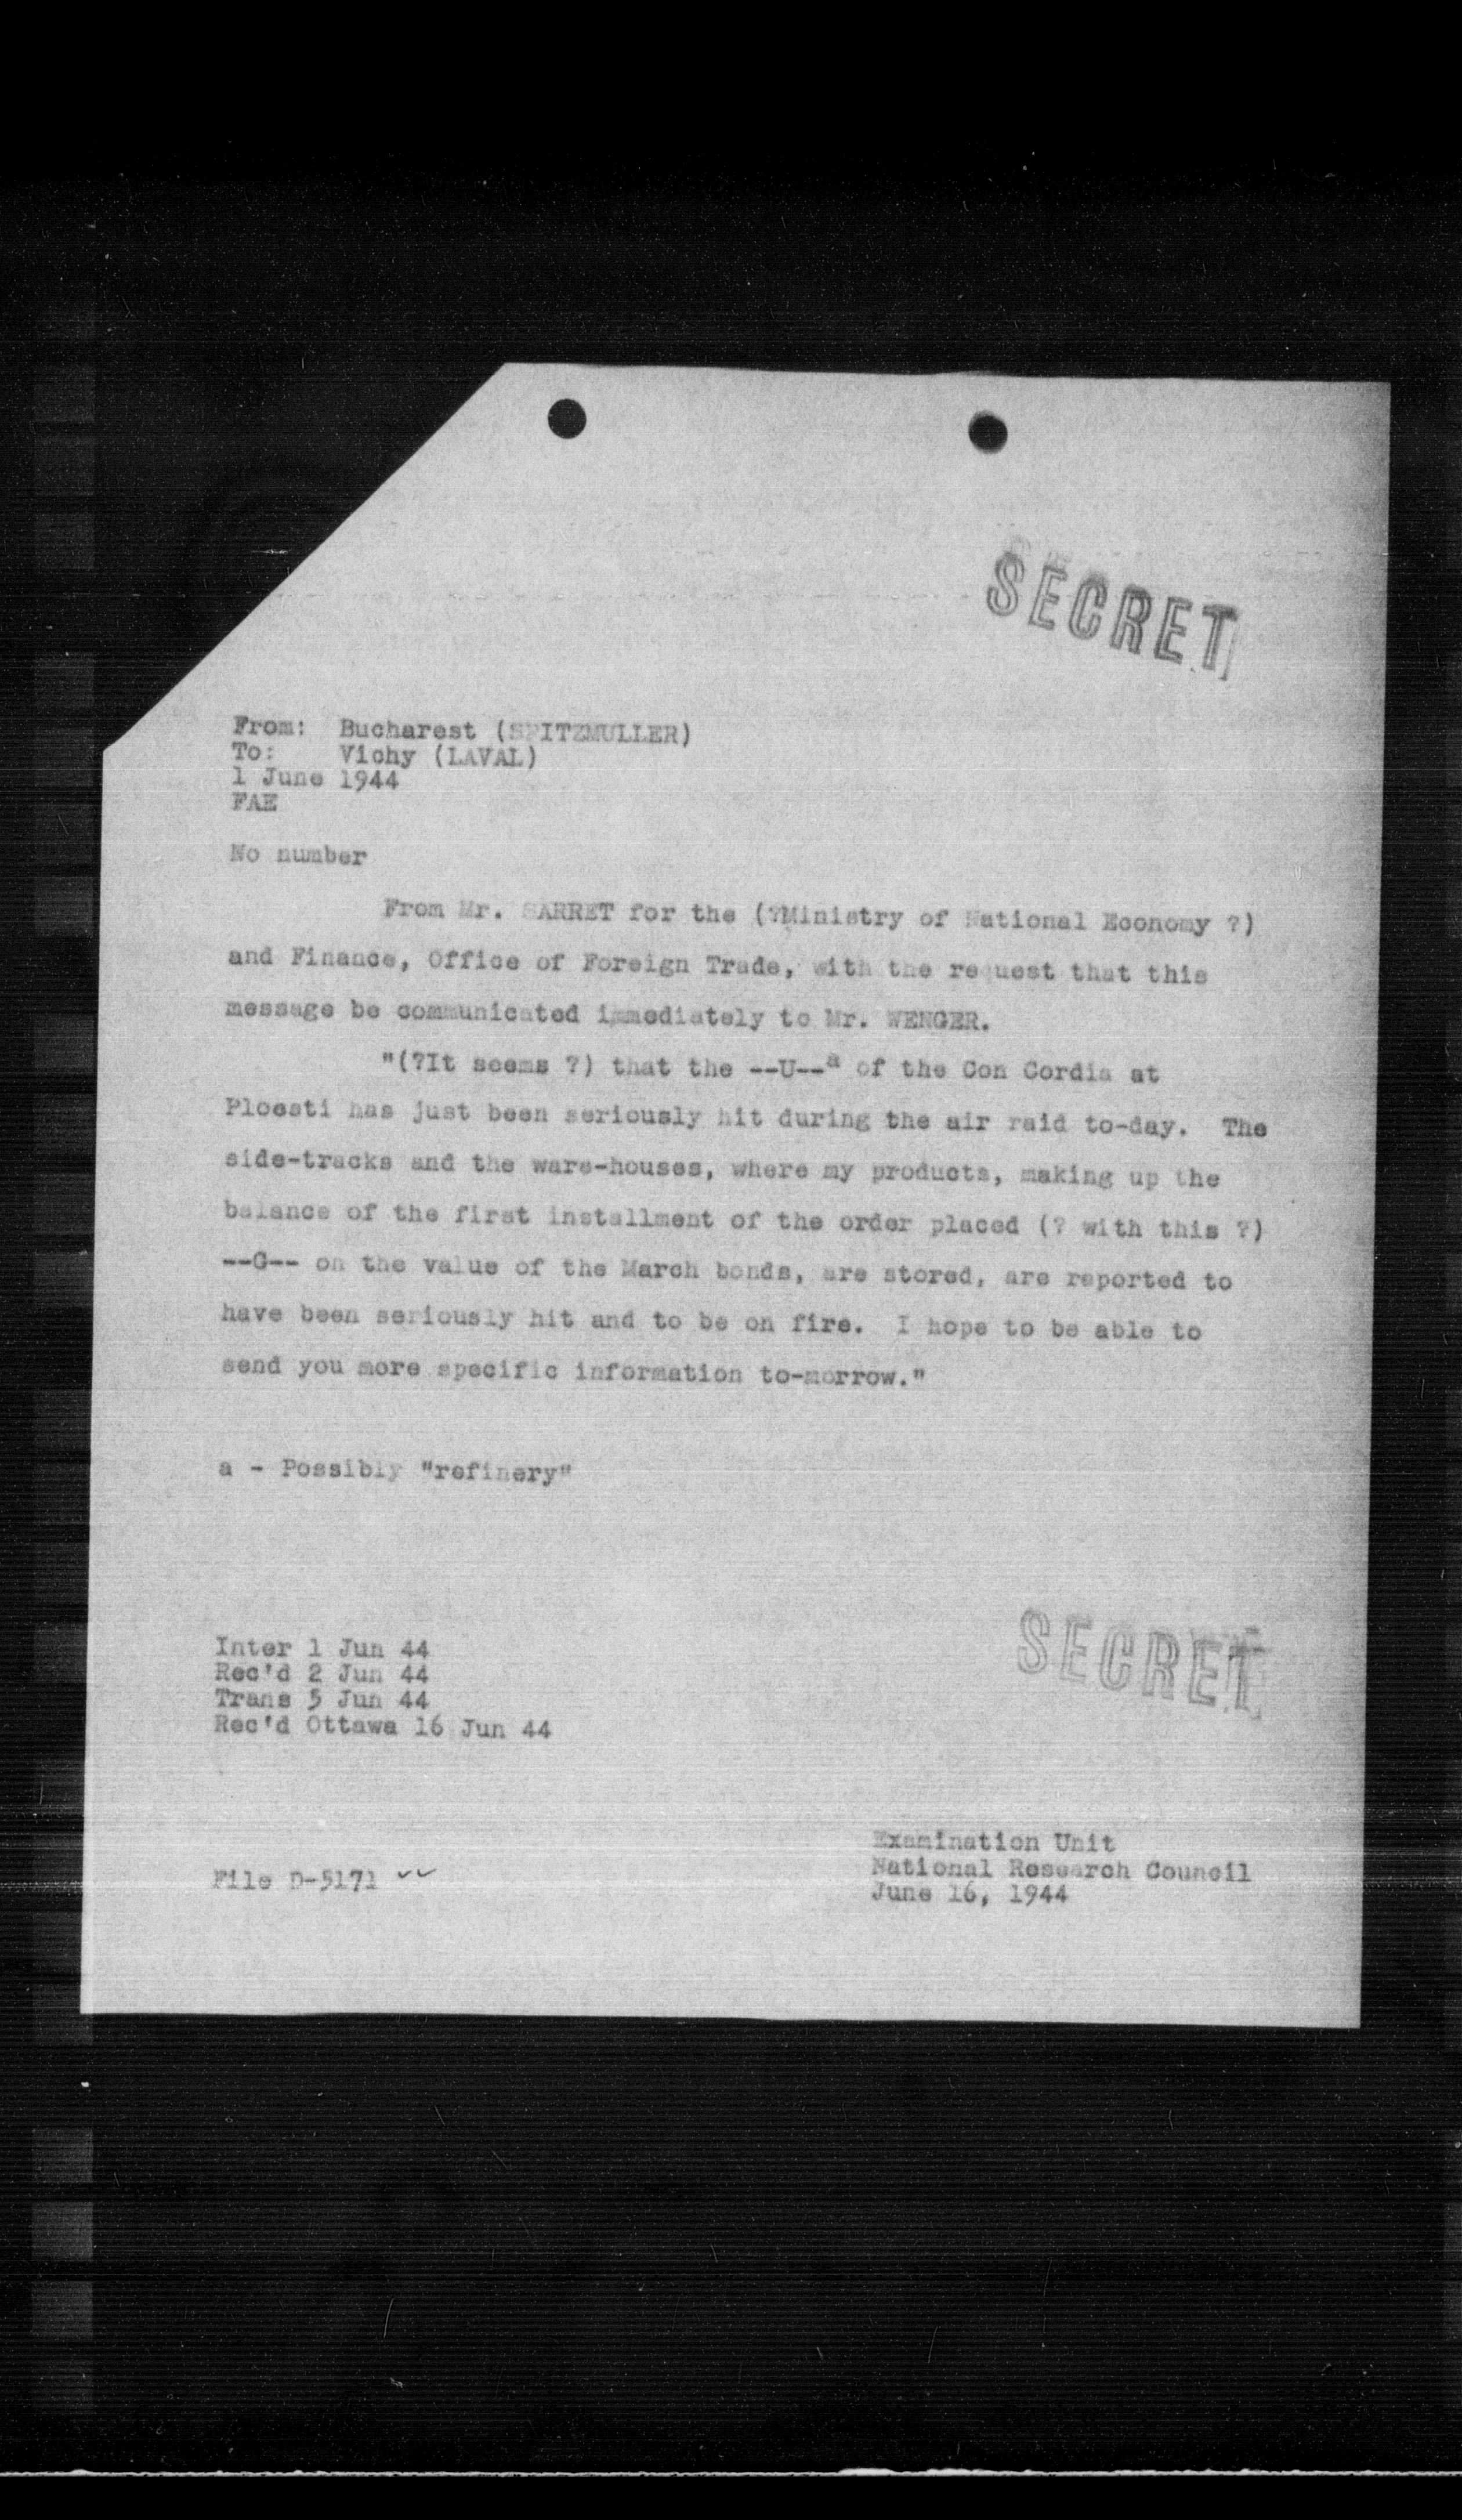 SECRET
From: Bucharest (SPITZMULLER)
To: Vichy (LAVAL)
1 June 1944
FAE
No number
From Mr. SARRET for the (?Ministry of National Economy ?)
and Finance, Office of Foreign Trade, with the request that this
message be communicated immediately to Mr. WENGER.
"(?It seems ?) that the --U--a of the Con Cordia at
Ploesti has just been seriously hit during the air raid to-day. The
side-tracks and the ware-houses, where my products, making up the
balance of the first installment of the order placed (? with this ?)
--G-- on the value of the March bonds, are stored, are reported to
have been seriously hit and to be on fire. I hope to be able to
send you more specific information to-morrow."
a - Possibly "refinery"
SECRET
Inter 1 Jun 44
Rec'd 2 Jun 44
Trans 5 Jun 44
Rec'd Ottawa 16 Jun 44
Examination Unit
National Research Council
June 16, 1944
File D-5171